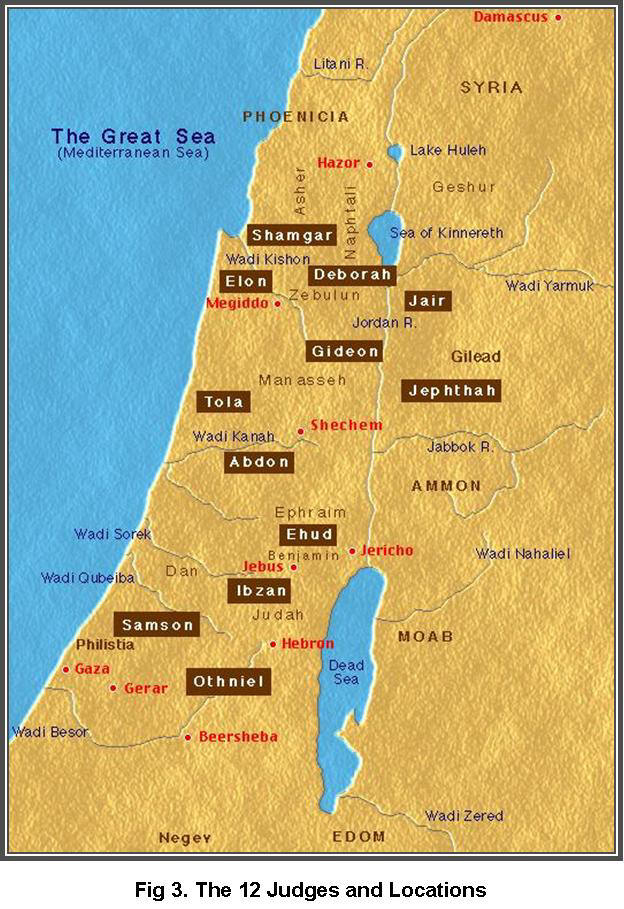 Damascus
Litani R.
SYRIA
PHOENICIA
The Great Sea
(Mediterranean Sea)
Lake Huleh
Hazor
Geshur
Asher
Naphtali
Shamgar
Sea of Kinnereth
Wadi Kishon
Deborah
Elon
Zebulun
Wadi Yarmuk
Megiddo
Jair
Jordan R.
Gideon
Gilead
Manasseh
Jephthah
Tola
Shechem
Wadi Kanah
Jabbok R.
Abdon
AMMON
Ephraim
Wadi Sorek
Ehud
Jericho
Wadi Nahaliel
Benjamin
Jebus
Dan
Wadi Qubeiba
Ibzan
Judah
Samson
MOAB
Philistia
Hebron
Gaza
Dead
Sea
Othniel
Gerar
Wadi Besor
Beersheba
Wadi Zered
Negev
EDOM
Fig 3. The 12 Judges and Locations